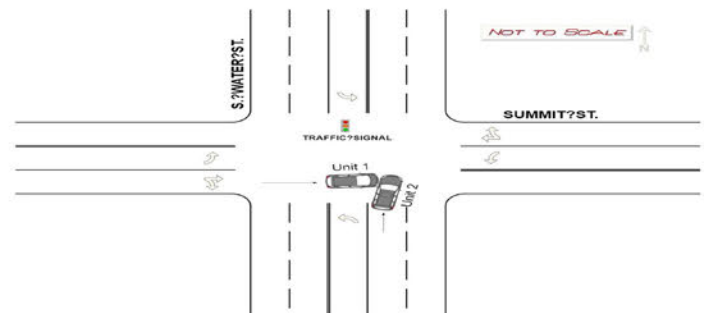 NOT TO SCALE
N
S.?WATER?ST.
SUMMIT?ST.
TRAFFIC?SIGNAL
Unit 1
Unit 2